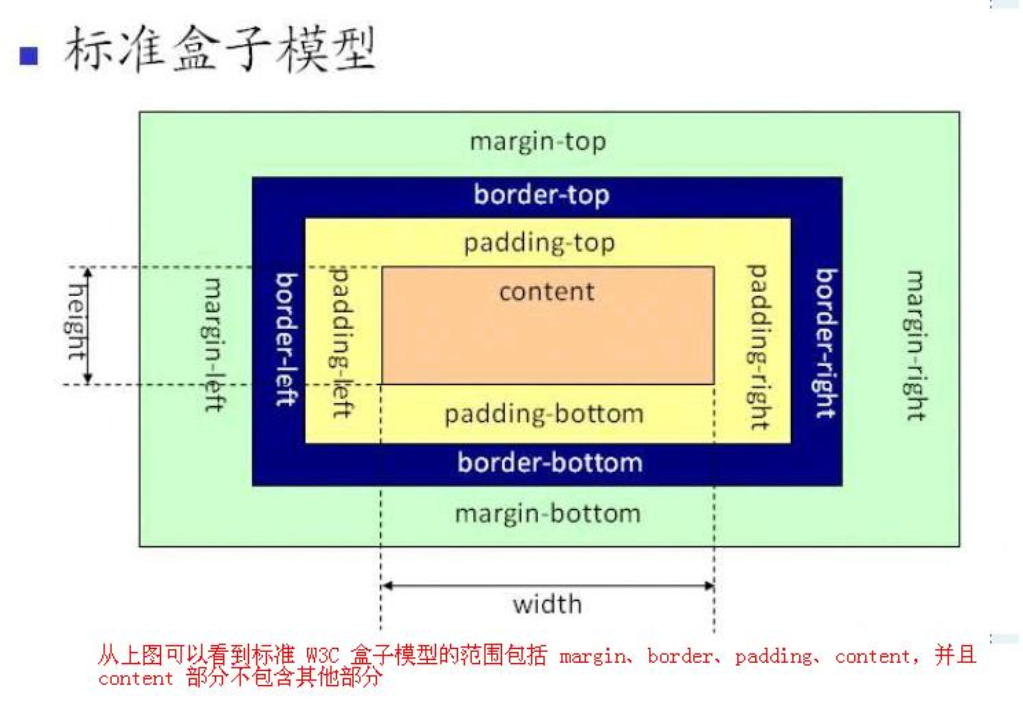 标准盒子模型
margin-top
border-top
padding-top
content
height
margin-left
border-left
padding-left
padding-right
border-right
margin-right
padding-bottom
border-bottom
margin-bottom
width
从上图可以看到标准 W3C 盒子模型的范围包括 margin、border、padding、content，并且
content 部分不包含其他部分